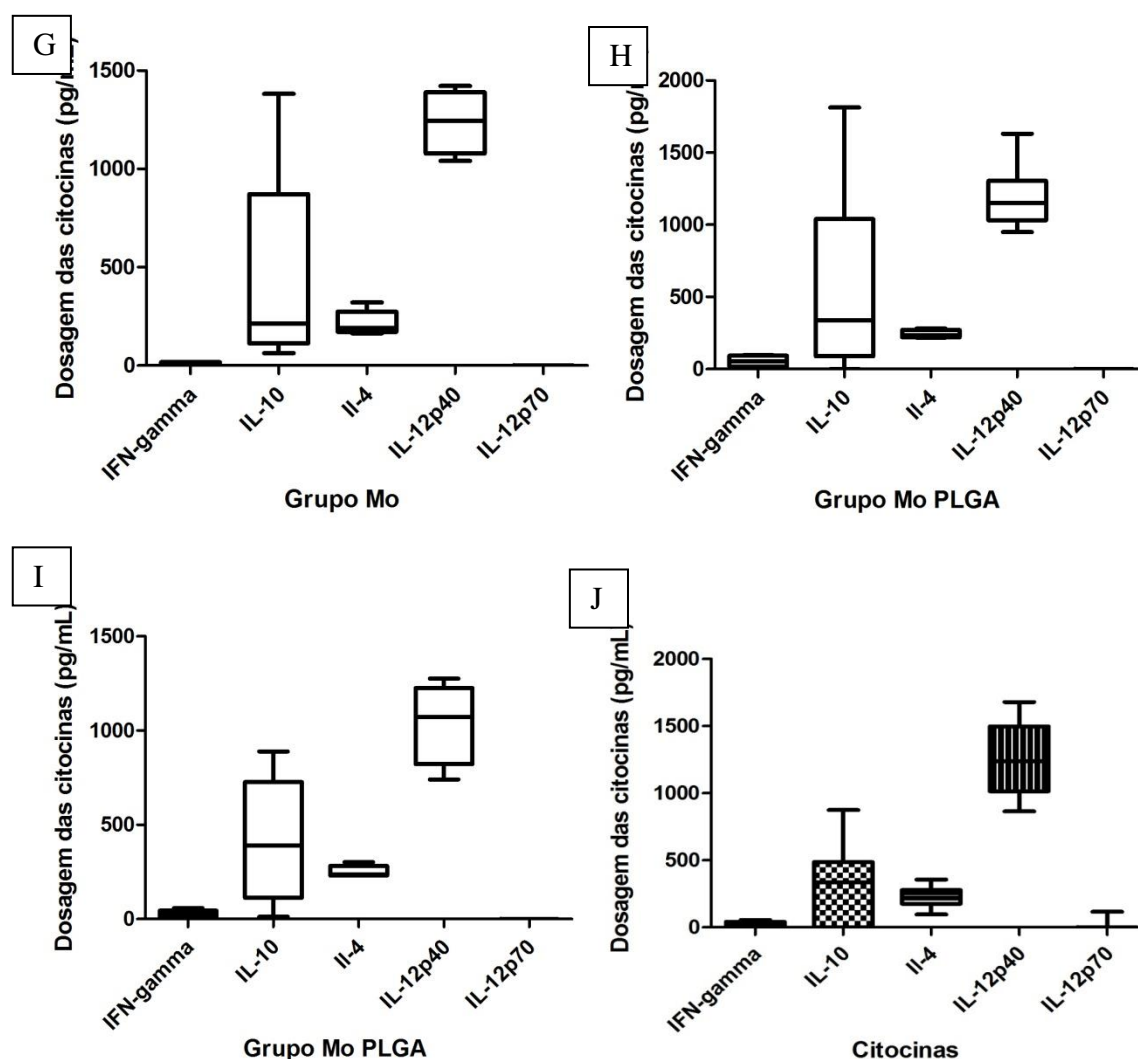 G
Dosagem das citocinas (pg/mL)
1500
1000
500
0
IFN-gamma
IL-10
Il-4
IL-12p40
IL-12p70
Grupo Mo
H
Dosagem das citocinas (pg/m
2000
1500
1000
500
0
IFN-gamma
IL-10
Il-4
IL-12p40
IL-12p70
Grupo Mo PLGA
I
Dosagem das citocinas (pg/mL)
1500
1000
500
0
IFN-gamma
IL-10
Il-4
IL-12p40
IL-12p70
Grupo Mo PLGA
J
Dosagem das citocinas (pg/mL
2000
1500
1000
500
0
IFN-gamma
IL-10
Il-4
IL-12p40
IL-12p70
Citocinas